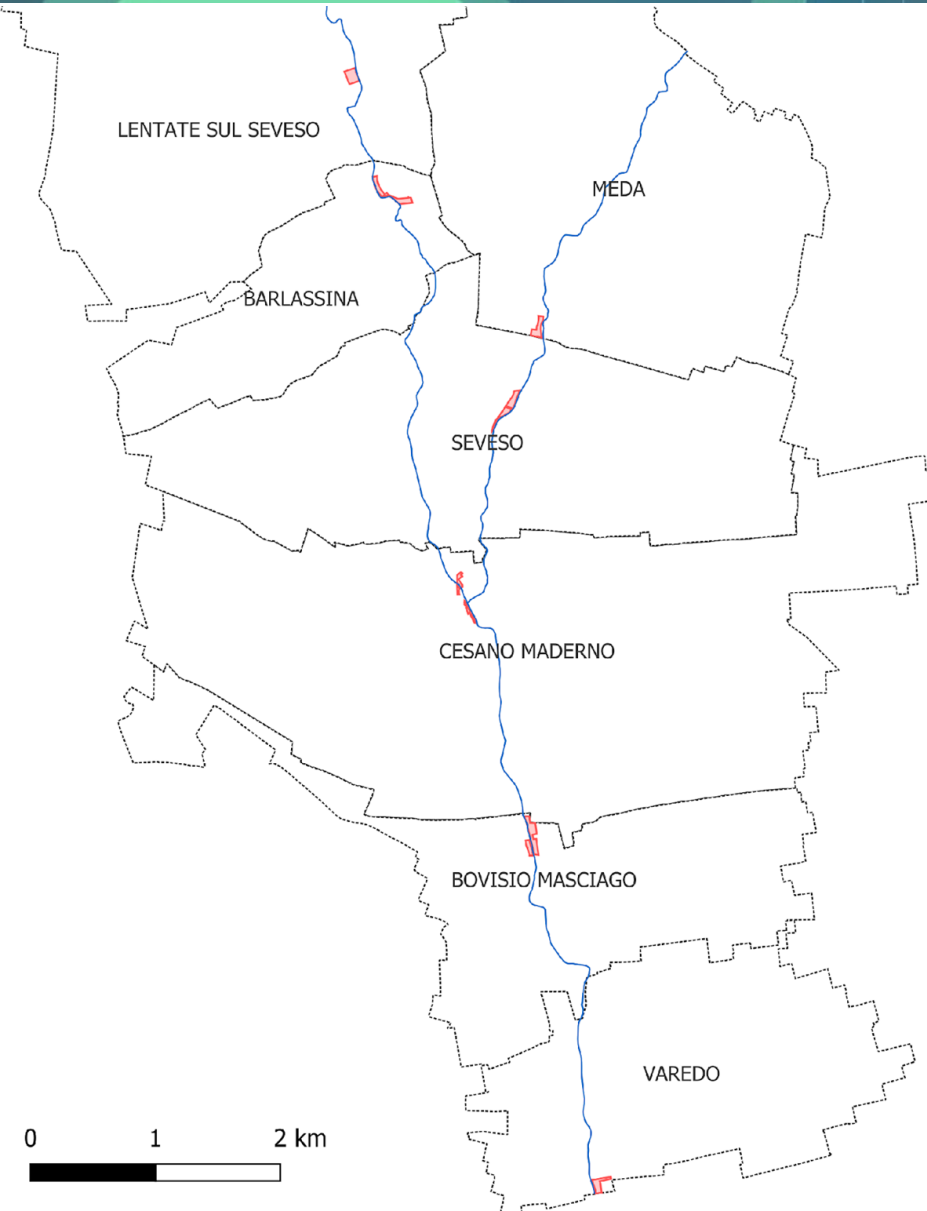 LENTATE SUL SEVESO
MEDA
BARLASSINA
SEVESO
CESANO MADERNO
BOVISIO MASCIAGO
VAREDO
0 1 2 km